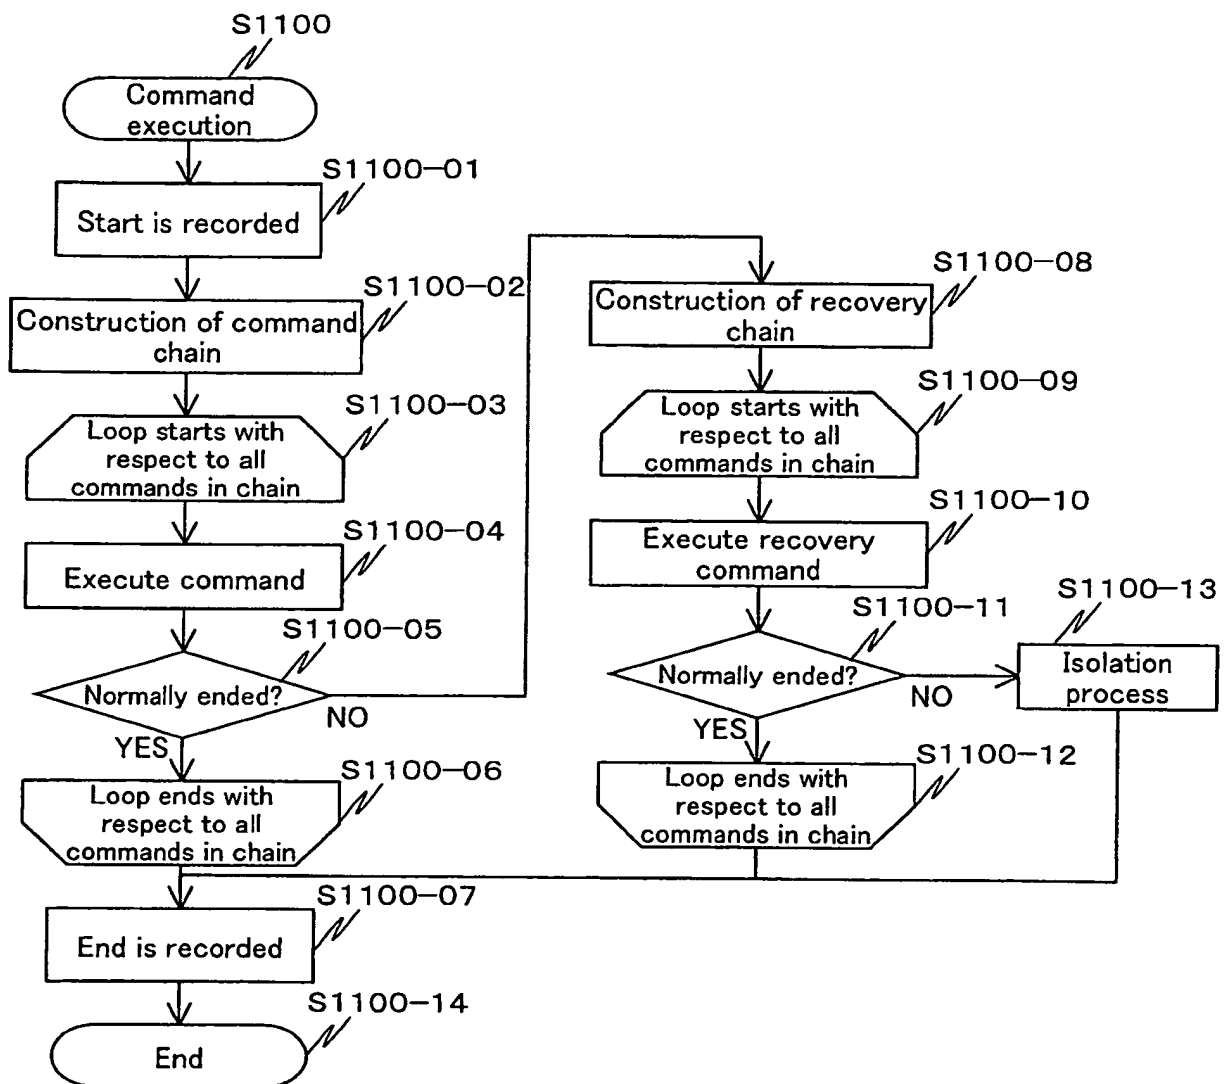 S1100
Command
execution
S1100-01
Start is recorded
S1100-02
Construction of command
chain
S1100-03
Loop starts with
respect to all
commands in chain
S1100-04
Execute command
S1100-05
Normally ended?
NO
YES
S1100-06
Loop ends with
respect to all
commands in chain
S1100-07
End is recorded
S1100-14
End
S1100-08
Construction of recovery
chain
S1100-09
Loop starts with
respect to all
commands in chain
S1100-10
Execute recovery
command
S1100-11
Normally ended?
NO
YES
S1100-13
Isolation
process
S1100-12
Loop ends with
respect to all
commands in chain